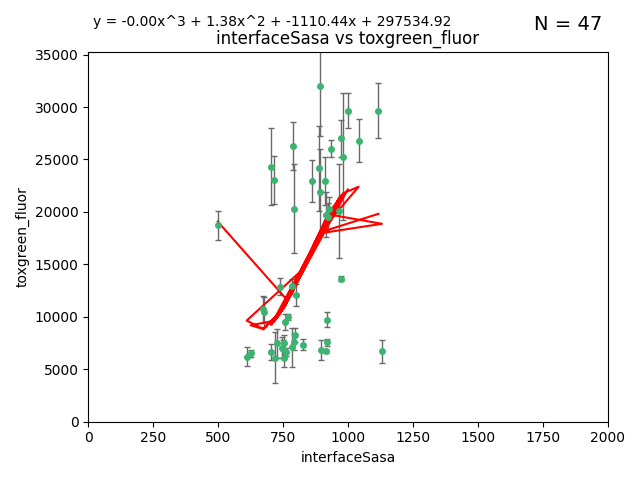 y = -0.00x^3 + 1.38x^2 + -1110.44x + 297534.92
N = 47
interfaceSasa vs toxgreen_fluor
35000
30000
25000
20000
15000
10000
5000
0
toxgreen_fluor
0 250 500 750 1000 1250 1500 1750 2000
interfaceSasa